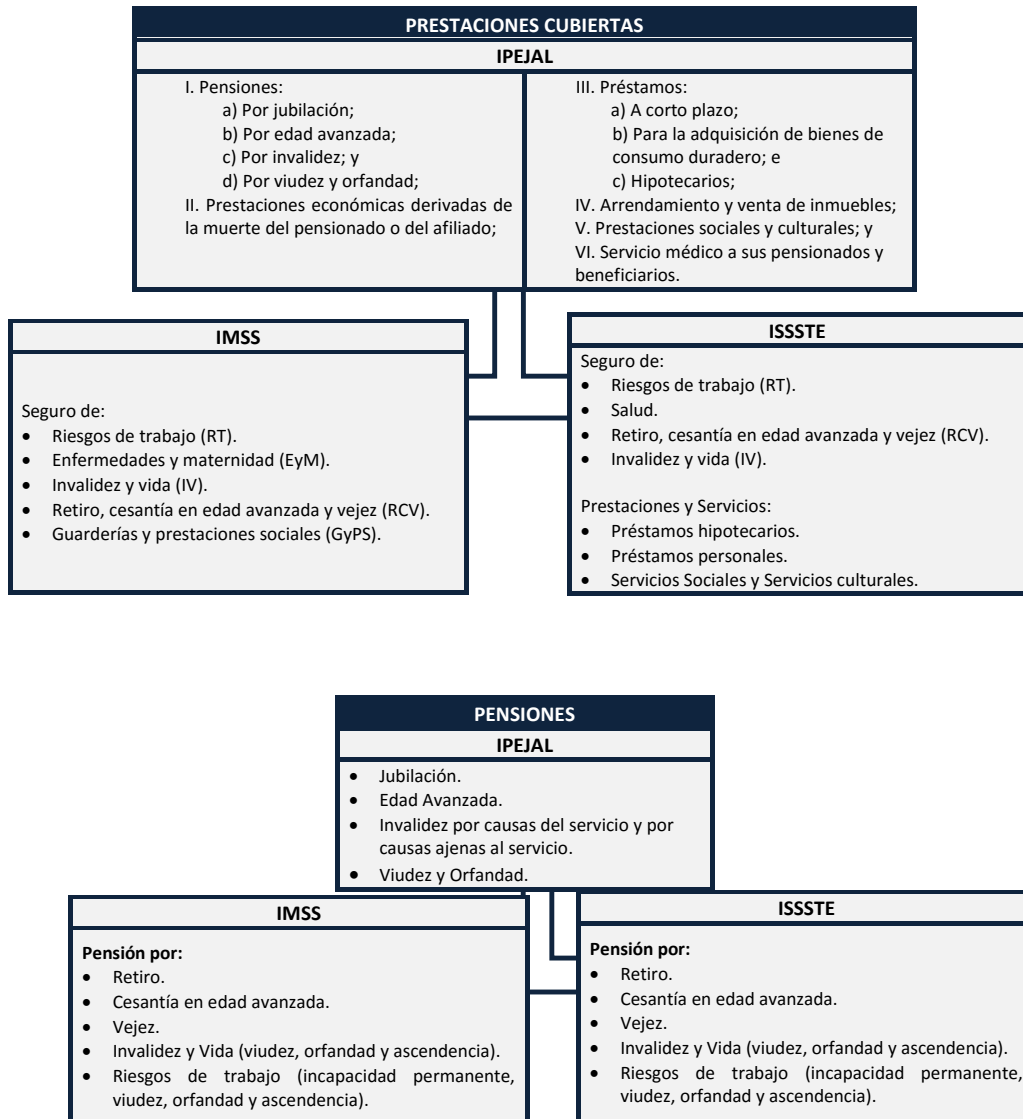 PRESTACIONES CUBIERTAS
IPEJAL
I. Pensiones:
a) Por jubilación;
b) Por edad avanzada;
c) Por invalidez; y
d) Por viudez y orfandad;
II. Prestaciones económicas derivadas de
la muerte del pensionado o del afiliado;
III. Préstamos:
a) A corto plazo;
b) Para la adquisición de bienes de
consumo duradero; e
c) Hipotecarios;
IV. Arrendamiento y venta de inmuebles;
V. Prestaciones sociales y culturales; y
VI. Servicio médico a sus pensionados y
beneficiarios.
IMSS
Seguro de:
• Riesgos de trabajo (RT).
• Enfermedades y maternidad (EyM).
• Invalidez y vida (IV).
• Retiro, cesantía en edad avanzada y vejez (RCV).
• Guarderías y prestaciones sociales (GyPS).
ISSSTE
Seguro de:
• Riesgos de trabajo (RT).
• Salud.
• Retiro, cesantía en edad avanzada y vejez (RCV).
• Invalidez y vida (IV).
Prestaciones y Servicios:
• Préstamos hipotecarios.
• Préstamos personales.
• Servicios Sociales y Servicios culturales.
PENSIONES
IPEJAL
• Jubilación.
• Edad Avanzada.
• Invalidez por causas del servicio y por
causas ajenas al servicio.
• Viudez y Orfandad.
IMSS
Pensión por:
• Retiro.
• Cesantía en edad avanzada.
• Vejez.
• Invalidez y Vida (viudez, orfandad y ascendencia).
• Riesgos de trabajo (incapacidad permanente,
viudez, orfandad y ascendencia).
ISSSTE
Pensión por:
• Retiro.
• Cesantía en edad avanzada.
• Vejez.
• Invalidez y Vida (viudez, orfandad y ascendencia).
• Riesgos de trabajo (incapacidad permanente,
viudez, orfandad y ascendencia).